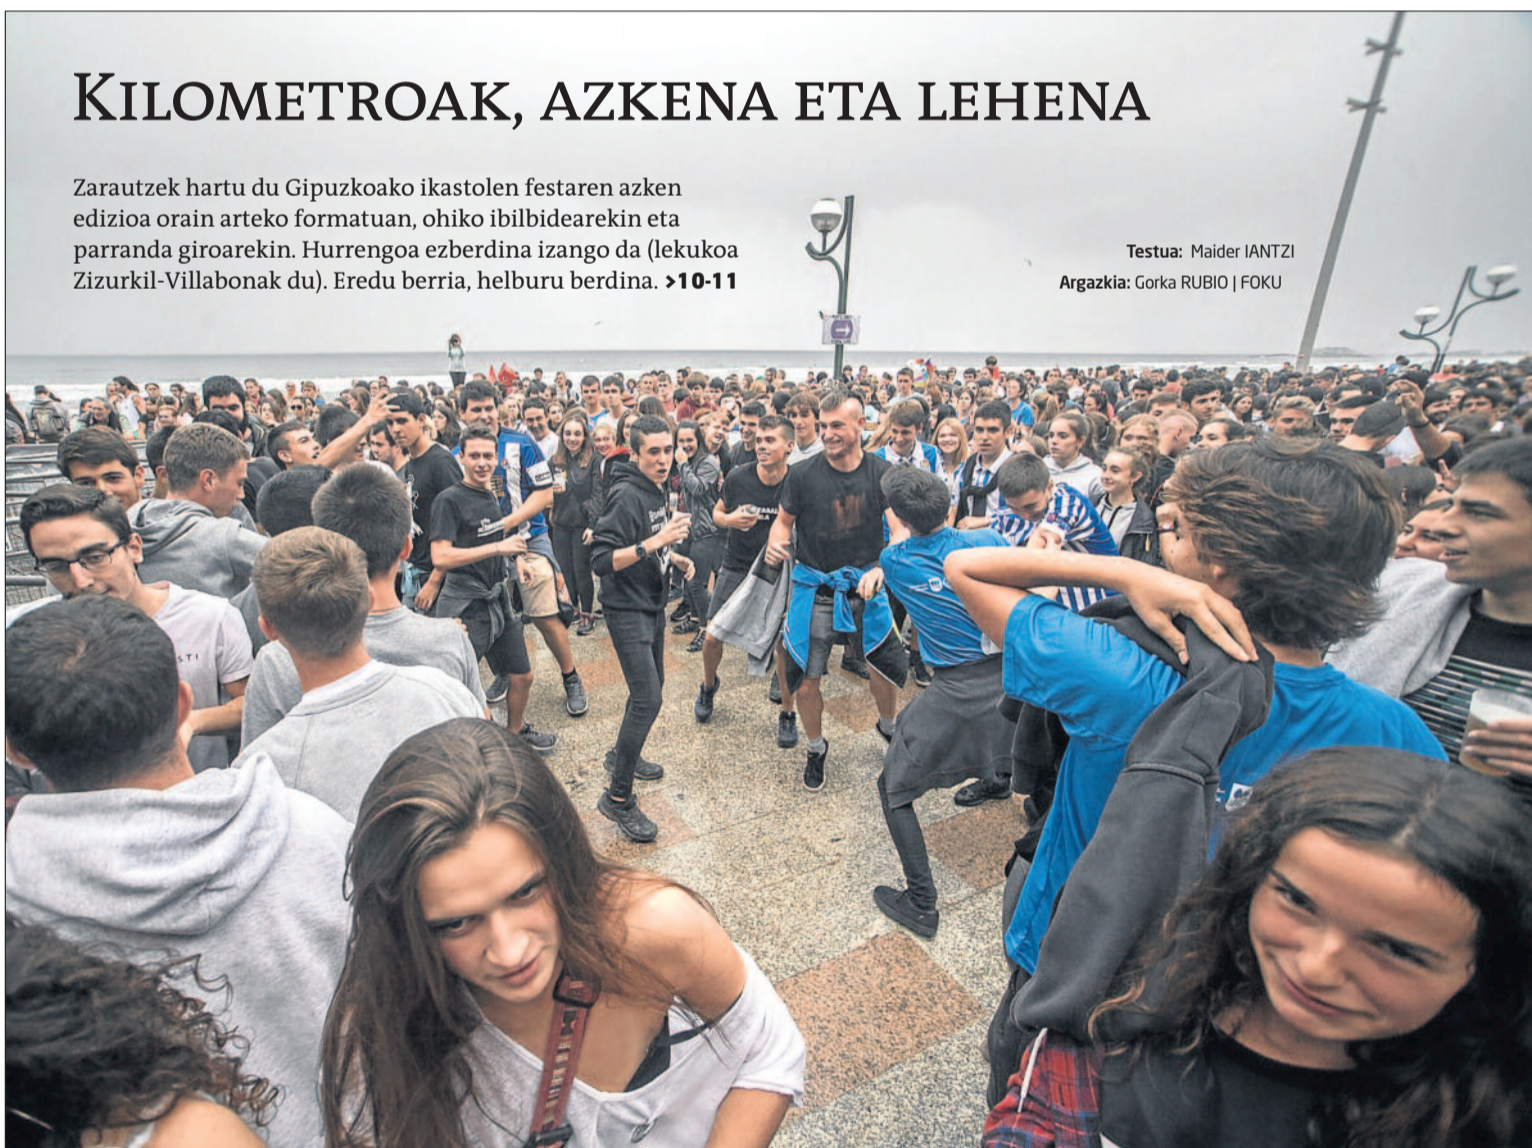 KILOMETROAK, AZKENA ETA LEHENA
Zarautzek hartu du Gipuzkoako ikastolen festaren azken
edizioa orain arteko formatuan, ohiko ibilbidearekin eta
parranda giroarekin. Hurrengoa ezberdina izango da (lekukoa
Zizurkil-Villabonak du). Eredu berria, helburu berdina. >10-11
Testua: Maider IANTZI
Argazkia: Gorka RUBIO | FOKU